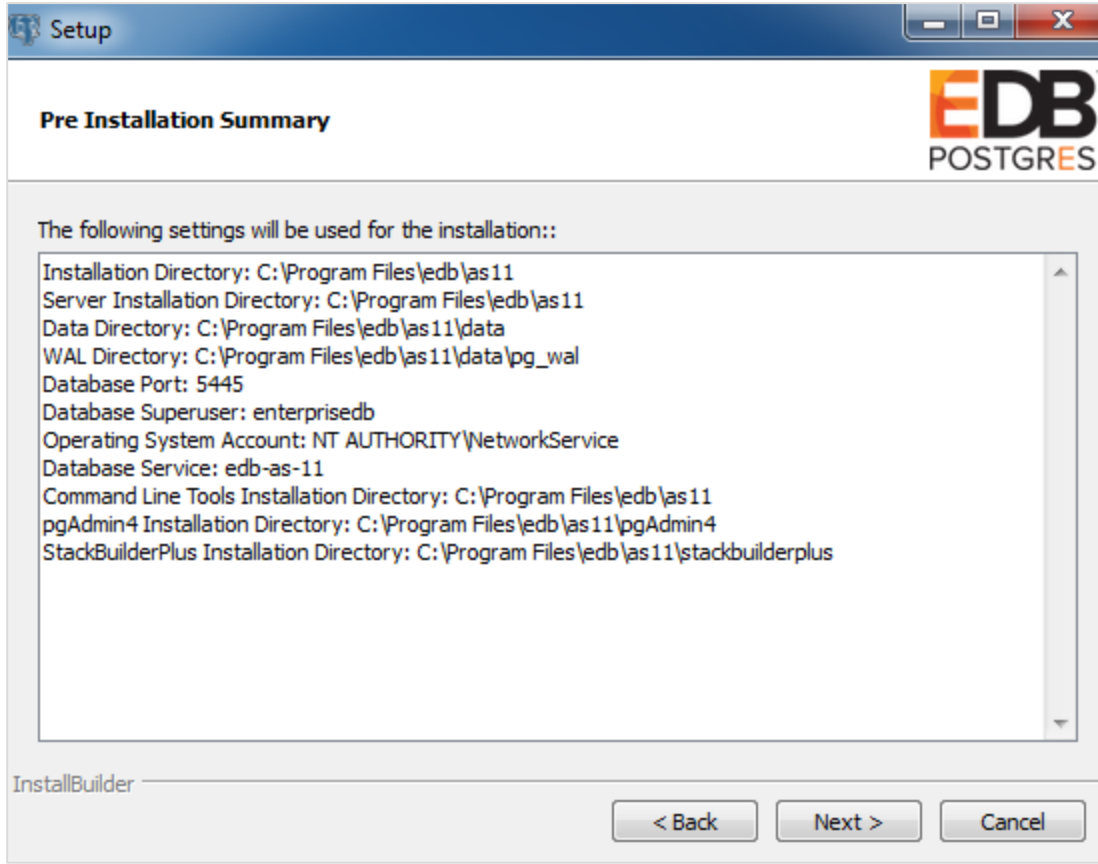 Setup
Pre Installation Summary
EDB
POSTGRES
The following settings will be used for the installation::
Installation Directory: C:\Program Files\edb\as11
Server Installation Directory: C:\Program Files\edb\as11
Data Directory: C:\Program Files\edb\as11\data
WAL Directory: C:\Program Files\edb\as11\data\pg_wal
Database Port: 5445
Database Superuser: enterprisedb
Operating System Account: NT AUTHORITY\NetworkService
Database Service: edb-as-11
Command Line Tools Installation Directory: C:\Program Files\edb\as11
pgAdmin4 Installation Directory: C:\Program Files\edb\as11\pgAdmin4
StackBuilderPlus Installation Directory: C:\Program Files\edb\as11\stackbuilderplus
InstallBuilder
< Back Next > Cancel